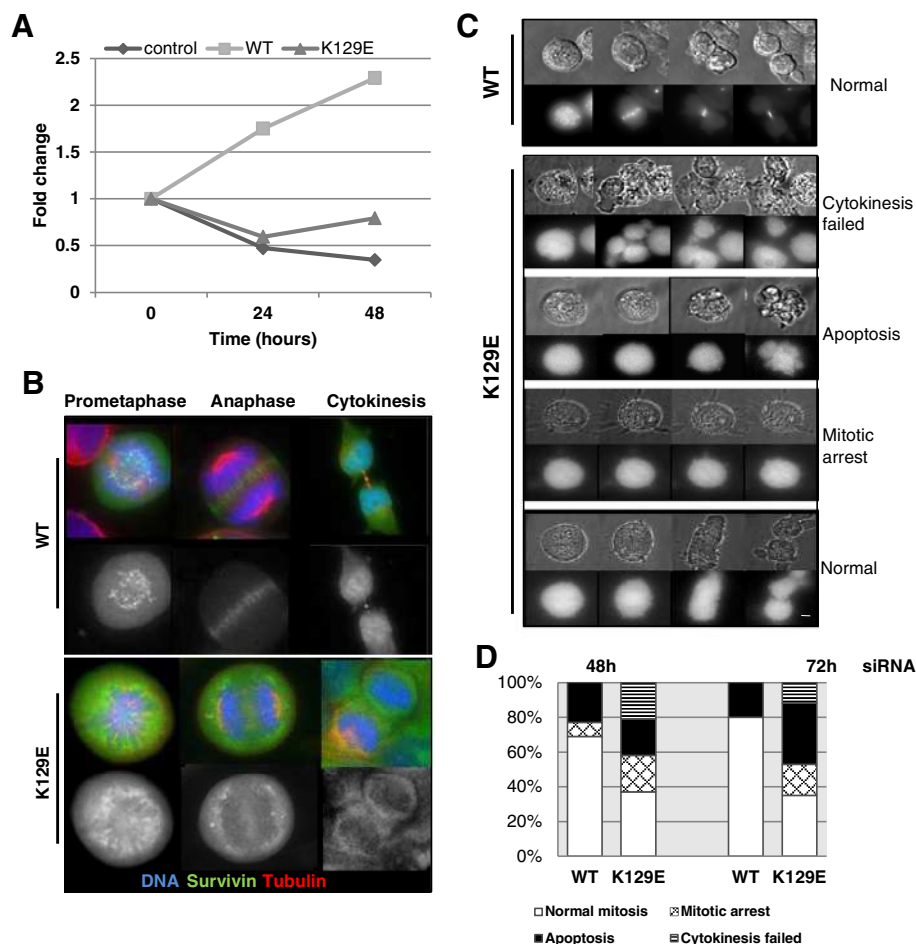 A
control WT K129E
2.5
2
1.5
1
0.5
0
Fold change
0 24 48
Time (hours)
B
Prometaphase Anaphase Cytokinesis
WT
K129E
DNA Survivin Tubulin
C
WT
Normal
K129E
Cytokinesis
failed
Apoptosis
Mitotic
arrest
Normal
D
48h 72h siRNA
100%
80%
60%
40%
20%
0%
WT K129E WT K129E
Normal mitosis Mitotic arrest
Apoptosis Cytokinesis failed